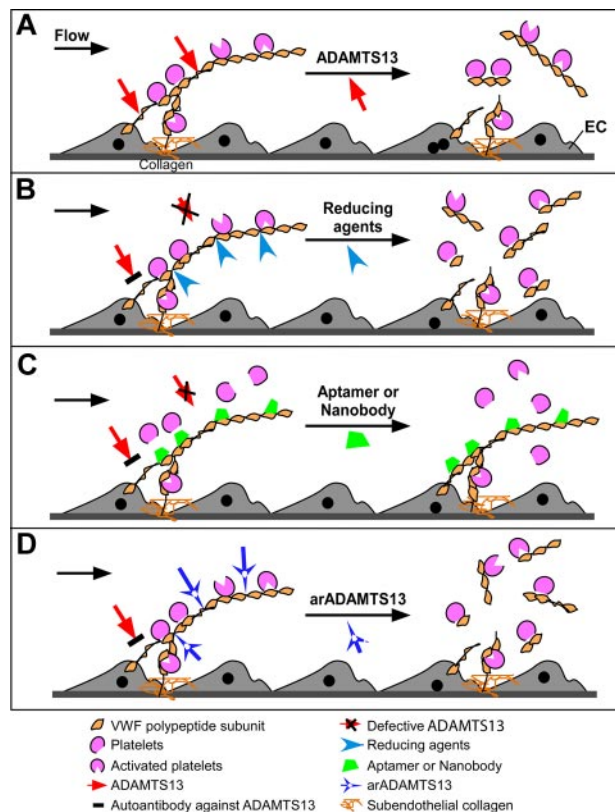 A
Flow
ADAMTS13
EC
Collagen
B
Reducing
agents
C
Aptamer or
Nanobody
D
arADAMTS13
VWF polypeptide subunit
Platelets
Activated platelets
ADAMTS13
Autoantibody against ADAMTS13
Defective ADAMTS13
Reducing agents
Aptamer or Nanobody
arADAMTS13
Subendothelial collagen